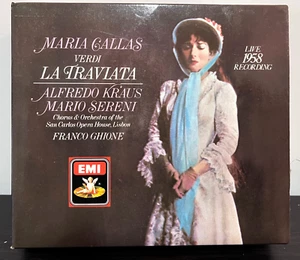 MARIA CALLAS
VERDI
LA TRAVIATA
ALFREDO KRAUS
MARIO SERENI
Chorus & Orchestra of the
San Carlos Opera House, Lisbon
FRANCO GHIONE
LIVE
1958
RECORDING
EMI